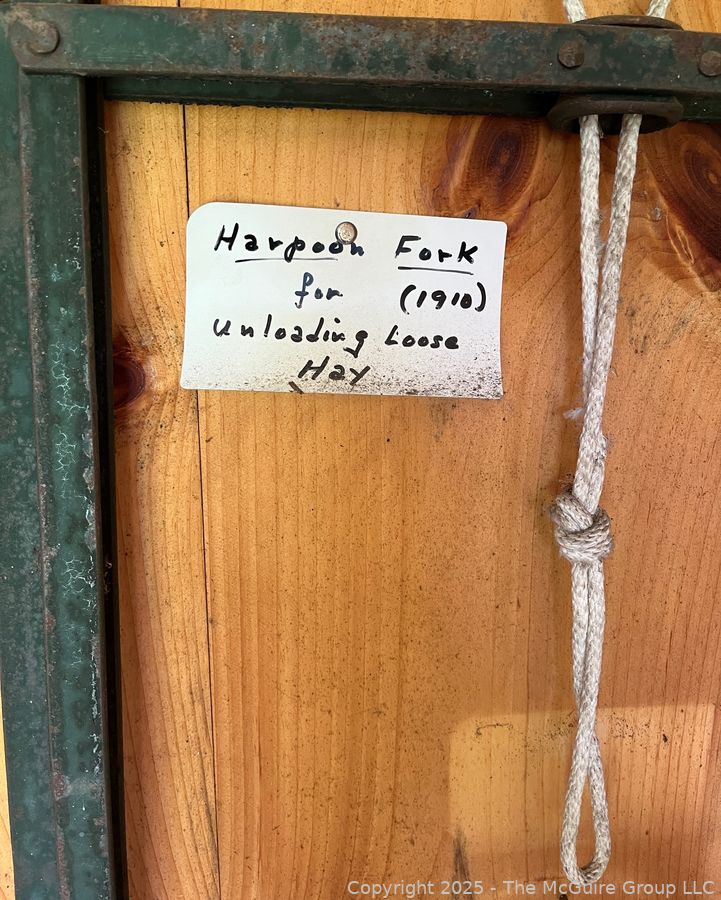 Harpoon Fork
for (1910)
unloading Loose
Hay
Copyright 2025 - The McGuire Group LLC